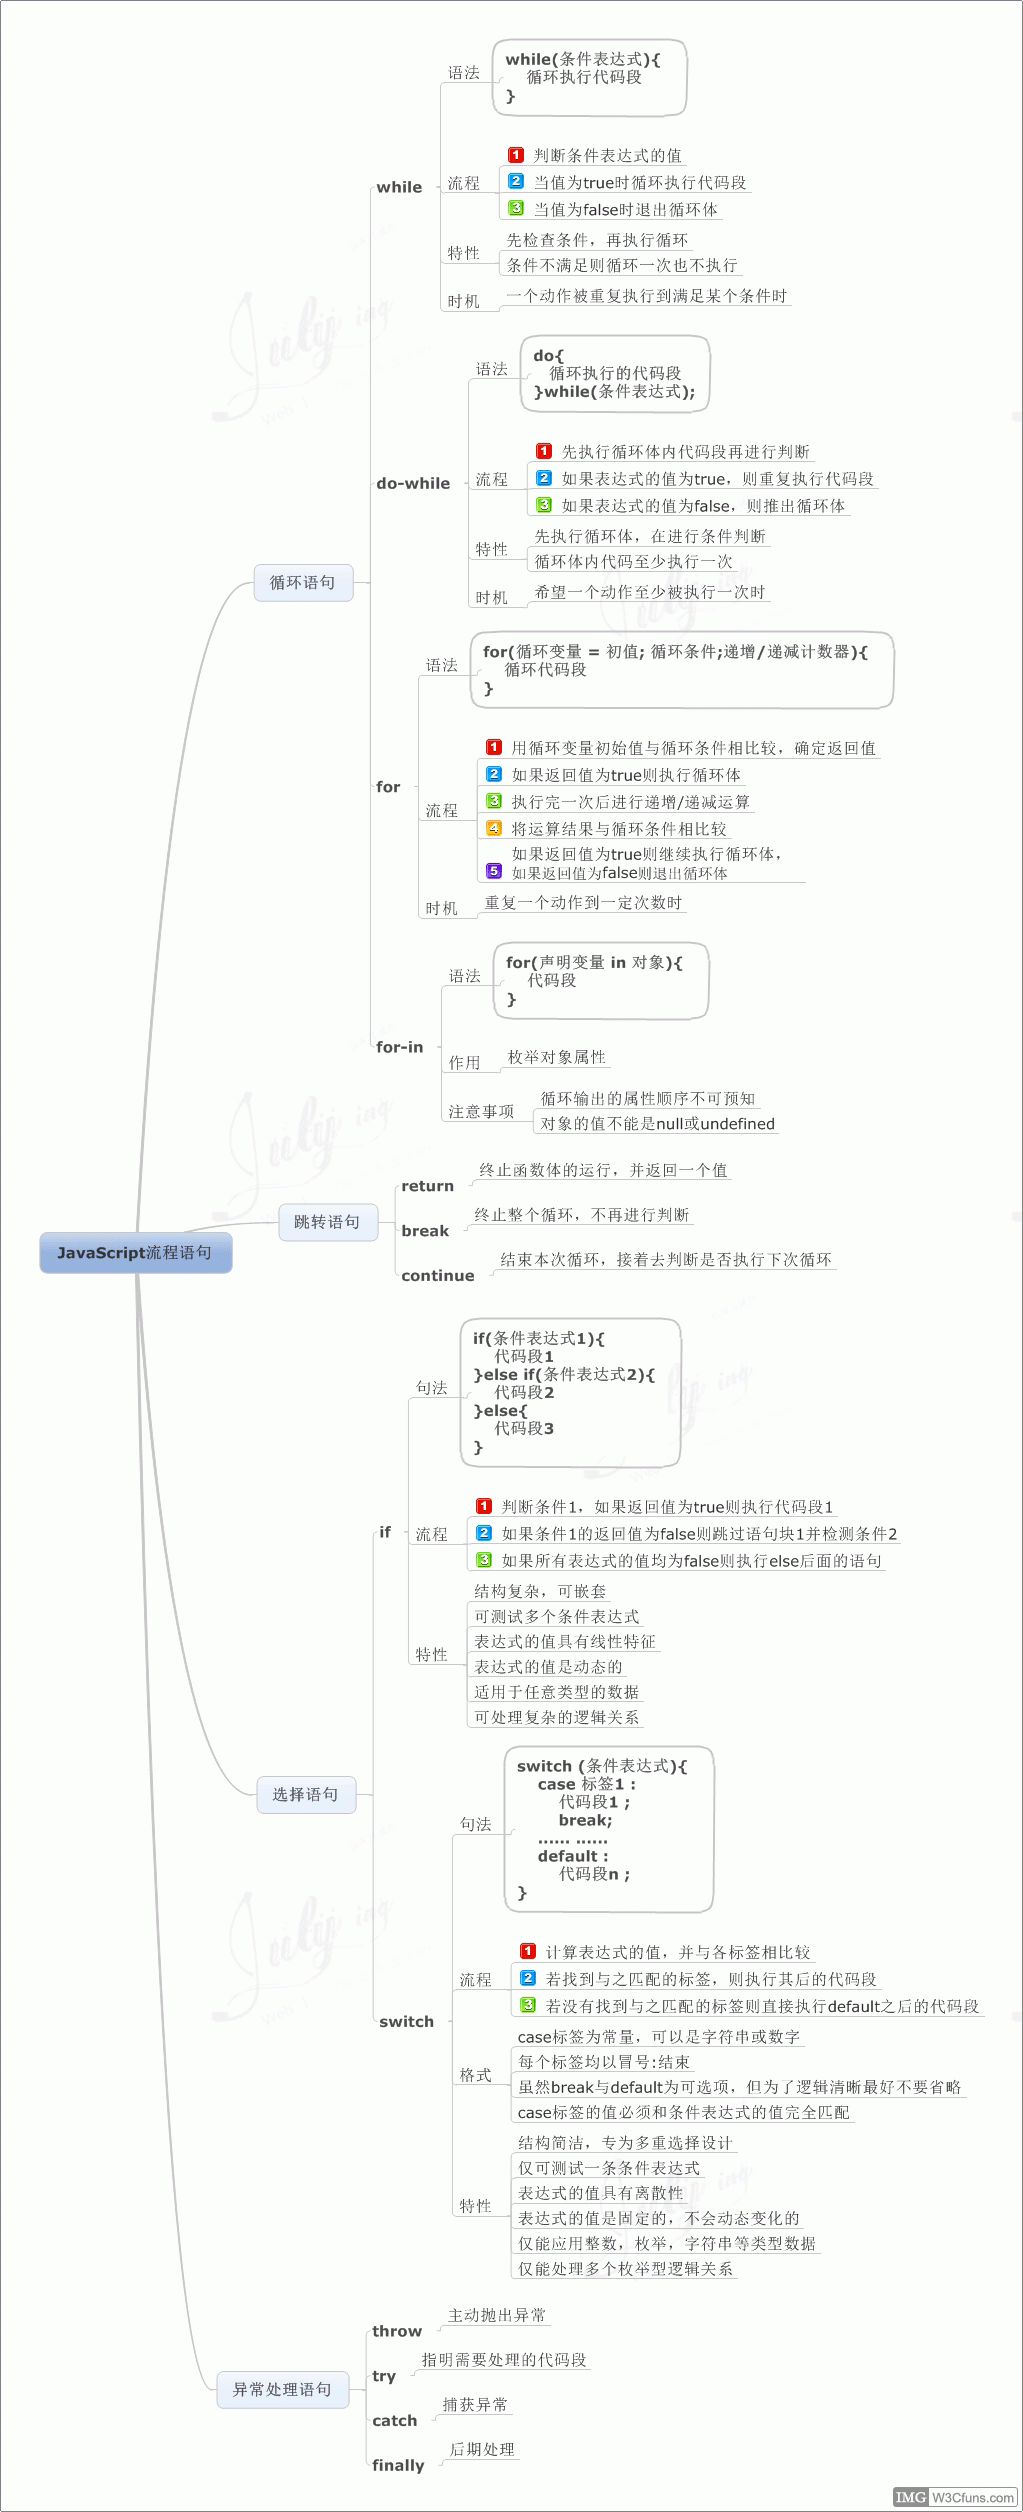 while(条件表达式){
循环执行代码段
}
语法
1 判断条件表达式的值
2 当值为true时循环执行代码段
3 当值为false时退出循环体
while
流程
先检查条件，再执行循环
条件不满足则循环一次也不执行
特性
一个动作被重复执行到满足某个条件时
时机
do{
循环执行的代码段
}while(条件表达式);
语法
1 先执行循环体内代码段再进行判断
2 如果表达式的值为true，则重复执行代码段
3 如果表达式的值为false，则推出循环体
do-while
流程
先执行循环体，在进行条件判断
循环体内代码至少执行一次
特性
希望一个动作至少被执行一次时
时机
循环语句
for(循环变量 = 初值; 循环条件;递增/递减计数器){
循环代码段
}
语法
1 用循环变量初始值与循环条件相比较，确定返回值
2 如果返回值为true则执行循环体
3 执行完一次后进行递增/递减运算
4 将运算结果与循环条件相比较
5 如果返回值为true则继续执行循环体，
如果返回值为false则退出循环体
for
流程
重复一个动作到一定次数时
时机
for(声明变量 in 对象){
代码段
}
语法
for-in
枚举对象属性
作用
循环输出的属性顺序不可预知
对象的值不能是null或undefined
注意事项
终止函数体的运行，并返回一个值
return
跳转语句
终止整个循环，不再进行判断
break
JavaScript流程语句
结束本次循环，接着去判断是否执行下次循环
continue
if(条件表达式1){
代码段1
}else if(条件表达式2){
代码段2
}else{
代码段3
}
句法
1 判断条件1，如果返回值为true则执行代码段1
2 如果条件1的返回值为false则跳过语句块1并检测条件2
3 如果所有表达式的值均为false则执行else后面的语句
if
流程
结构复杂，可嵌套
可测试多个条件表达式
表达式的值具有线性特征
表达式的值是动态的
适用于任意类型的数据
可处理复杂的逻辑关系
特性
选择语句
switch (条件表达式){
case 标签1 :
代码段1 ;
break;
...... ......
default :
代码段n ;
}
句法
1 计算表达式的值，并与各标签相比较
2 若找到与之匹配的标签，则执行其后的代码段
3 若没有找到与之匹配的标签则直接执行default之后的代码段
流程
switch
case标签为常量，可以是字符串或数字
每个标签均以冒号:结束
虽然break与default为可选项，但为了逻辑清晰最好不要省略
case标签的值必须和条件表达式的值完全匹配
格式
结构简洁，专为多重选择设计
仅可测试一条条件表达式
表达式的值具有离散性
表达式的值是固定的，不会动态变化的
仅能应用整数，枚举，字符串等类型数据
仅能处理多个枚举型逻辑关系
特性
主动抛出异常
throw
指明需要处理的代码段
try
异常处理语句
捕获异常
catch
后期处理
finally
IMG W3Cfuns.com